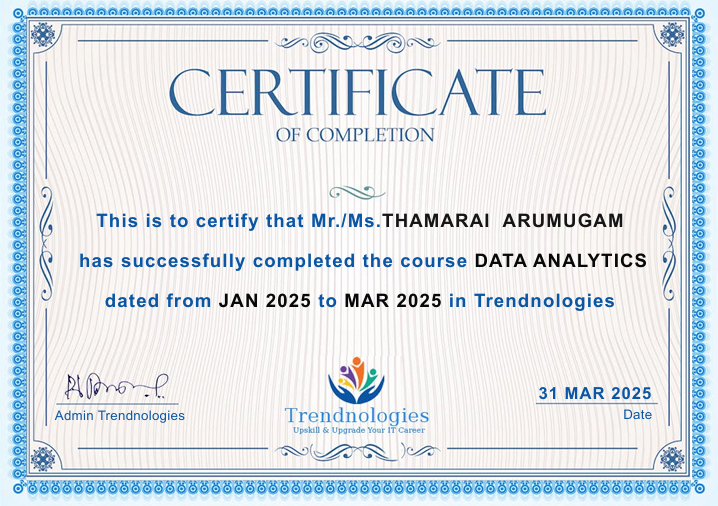 CERTIFICATE
OF COMPLETION
This is to certify that Mr./Ms.THAMARAI ARUMUGAM
has successfully completed the course DATA ANALYTICS
dated from JAN 2025 to MAR 2025 in Trendnologies
Admin Trendnologies
Trendnologies
Upskill & Upgrade Your IT Career
31 MAR 2025
Date